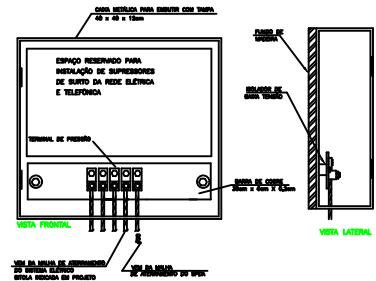 CAIXA METÁLICA PARA EMBUTIR COM TAMPA
40 x 40 x 12cm
FUNDO DE
MADEIRA
ESPAÇO RESERVADO PARA
INSTALAÇÃO DE SUPRESSORES
DE SURTO DA REDE ELÉTRICA
E TELEFÔNICA
ISOLADOR DE
BAIXA TENSÃO
TERMINAL DE PRESSÃO
BARRA DE COBRE
VISTA FRONTAL
VISTA LATERAL
VEM DA MALHA DE ATERRAMENTO
DO SISTEMA ELÉTRICO
BITOLA INDICADA EM PROJETO
VEM DA MALHA
DE ATERRAMENTO DO SPDA